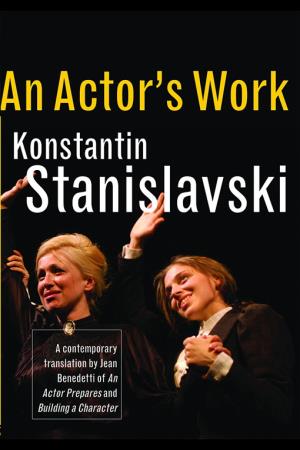 An Actor's Work
Konstantin
Stanislavski
A contemporary
translation by Jean
Benedetti of An
Actor Prepares and
Building a Character